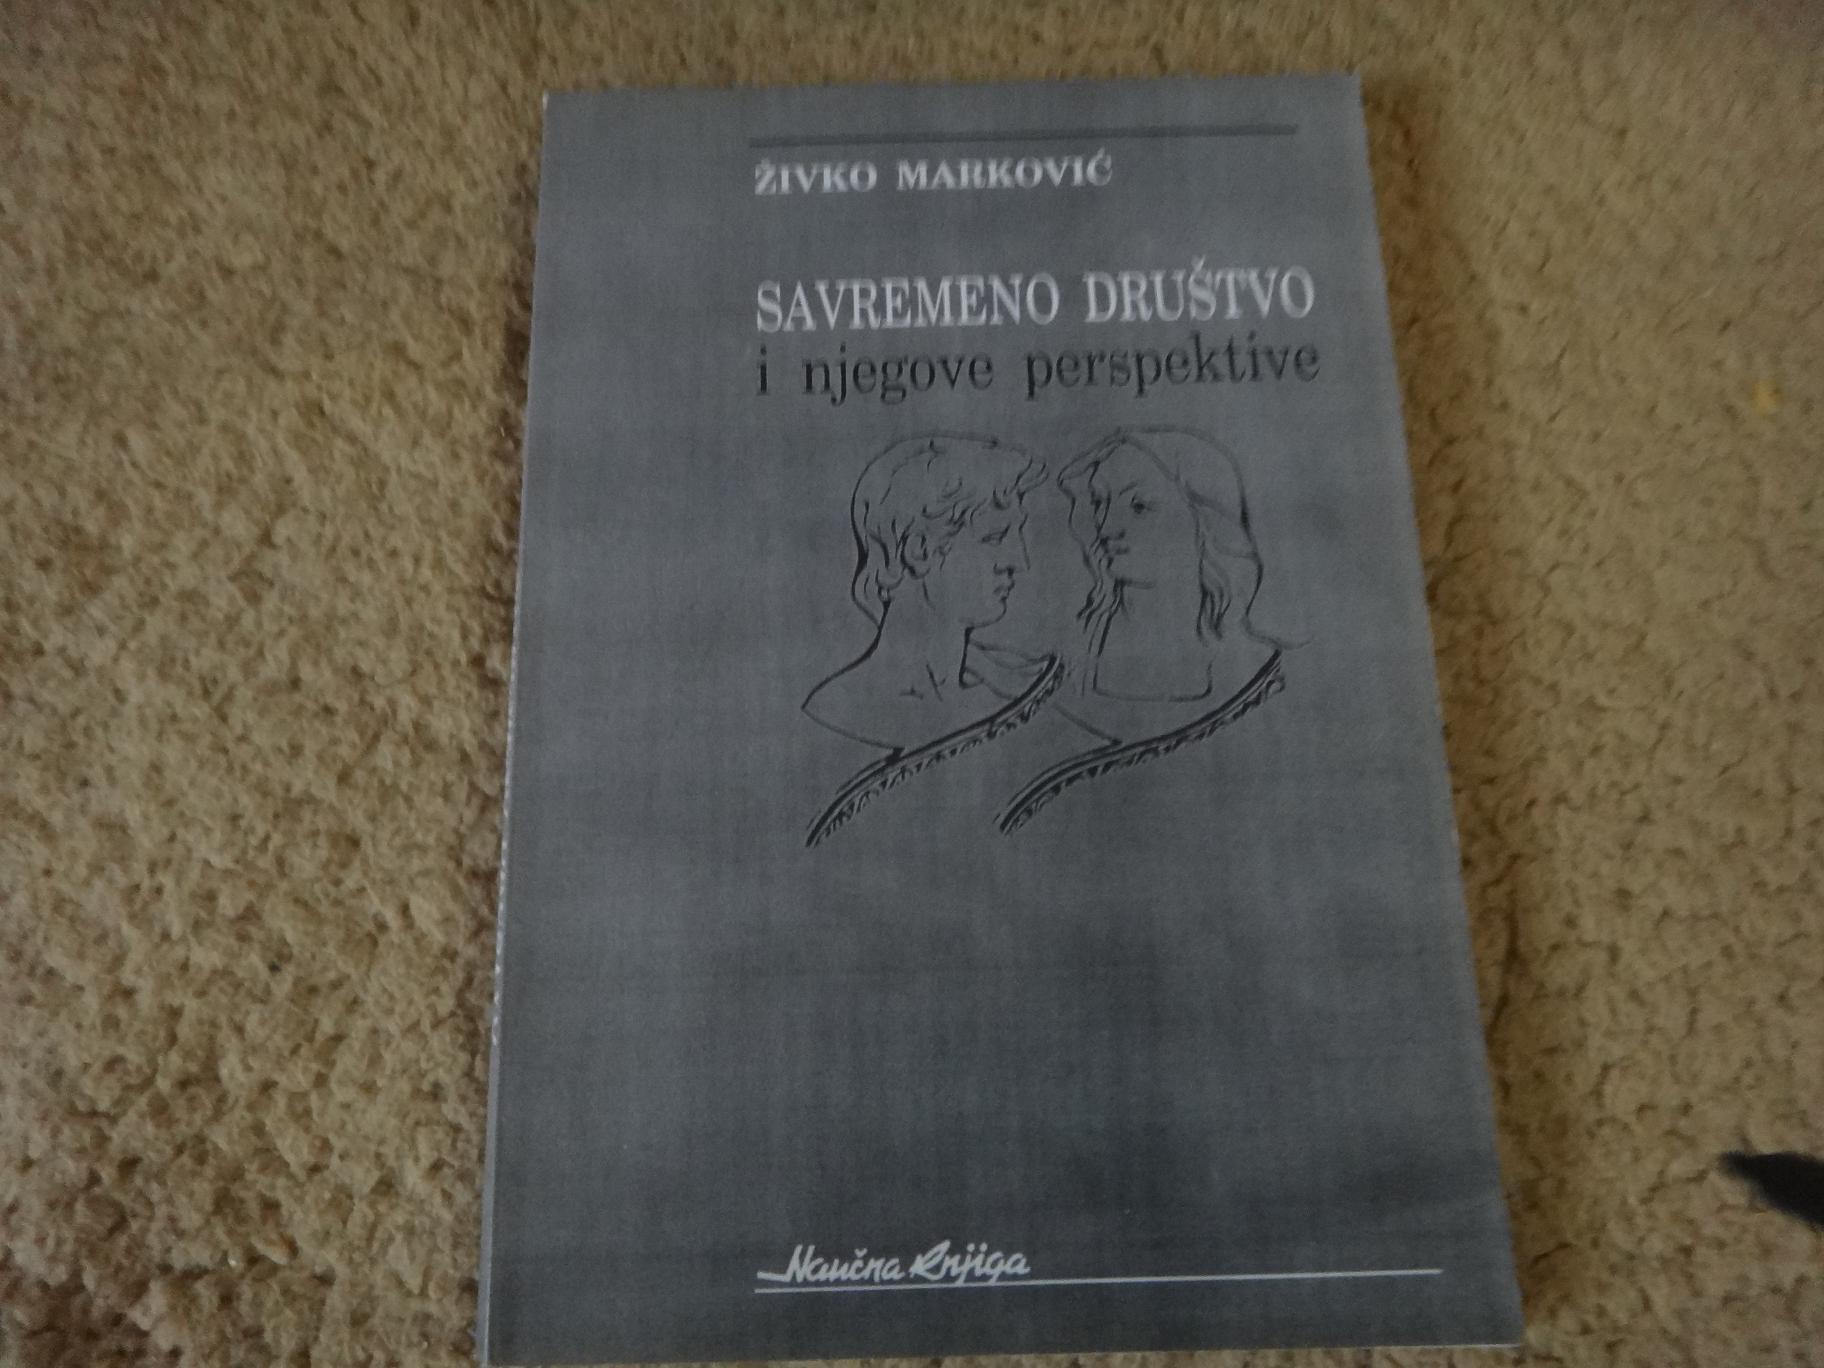 ŽIVKO MARKOVIĆ
SAVREMENO DRUŠTVO
i njegove perspektive
Naučna Knjiga